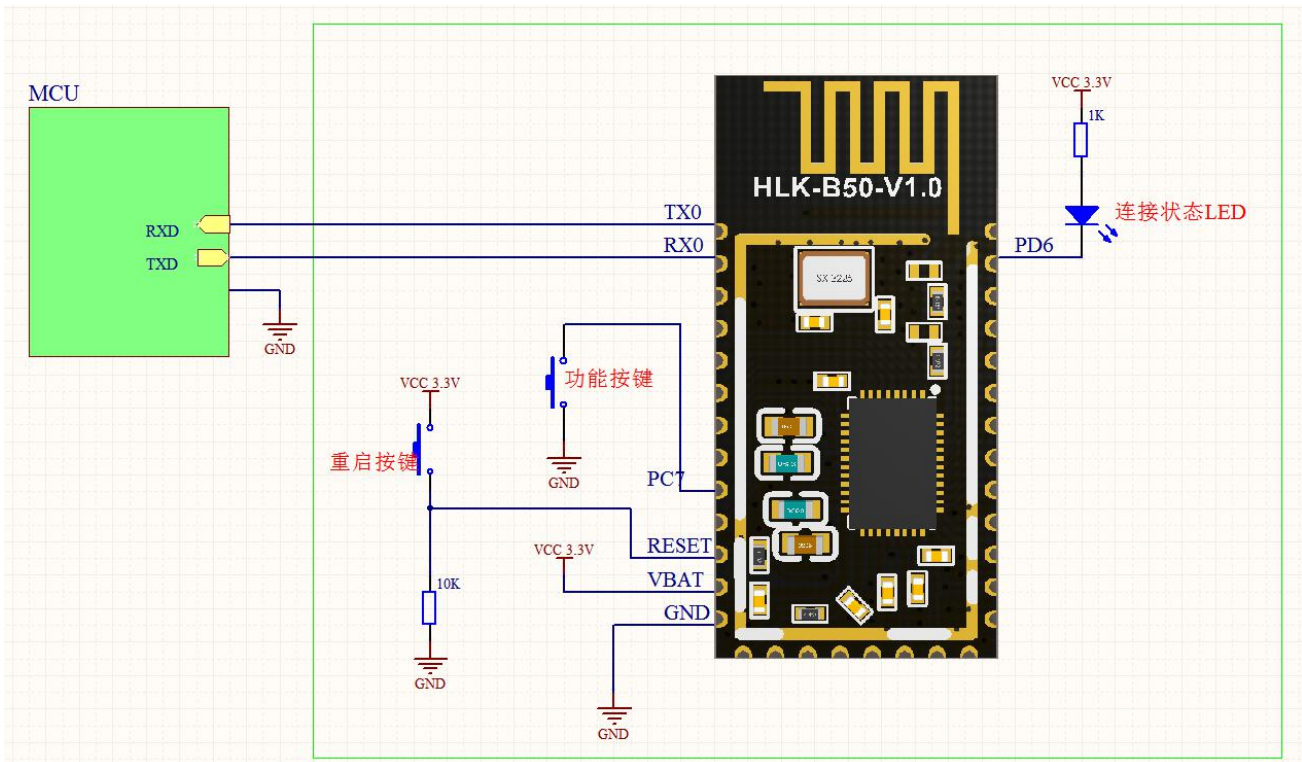 MCU
VCC 3.3V
1K
HLK-B50-V1.0
TX0
连接状态LED
RXD
RX0
PD6
TXD
GND
VCC 3.3V
功能按键
重启按键
PC7
GND
VCC 3.3V
RESET
10K
VBAT
GND
GND
GND